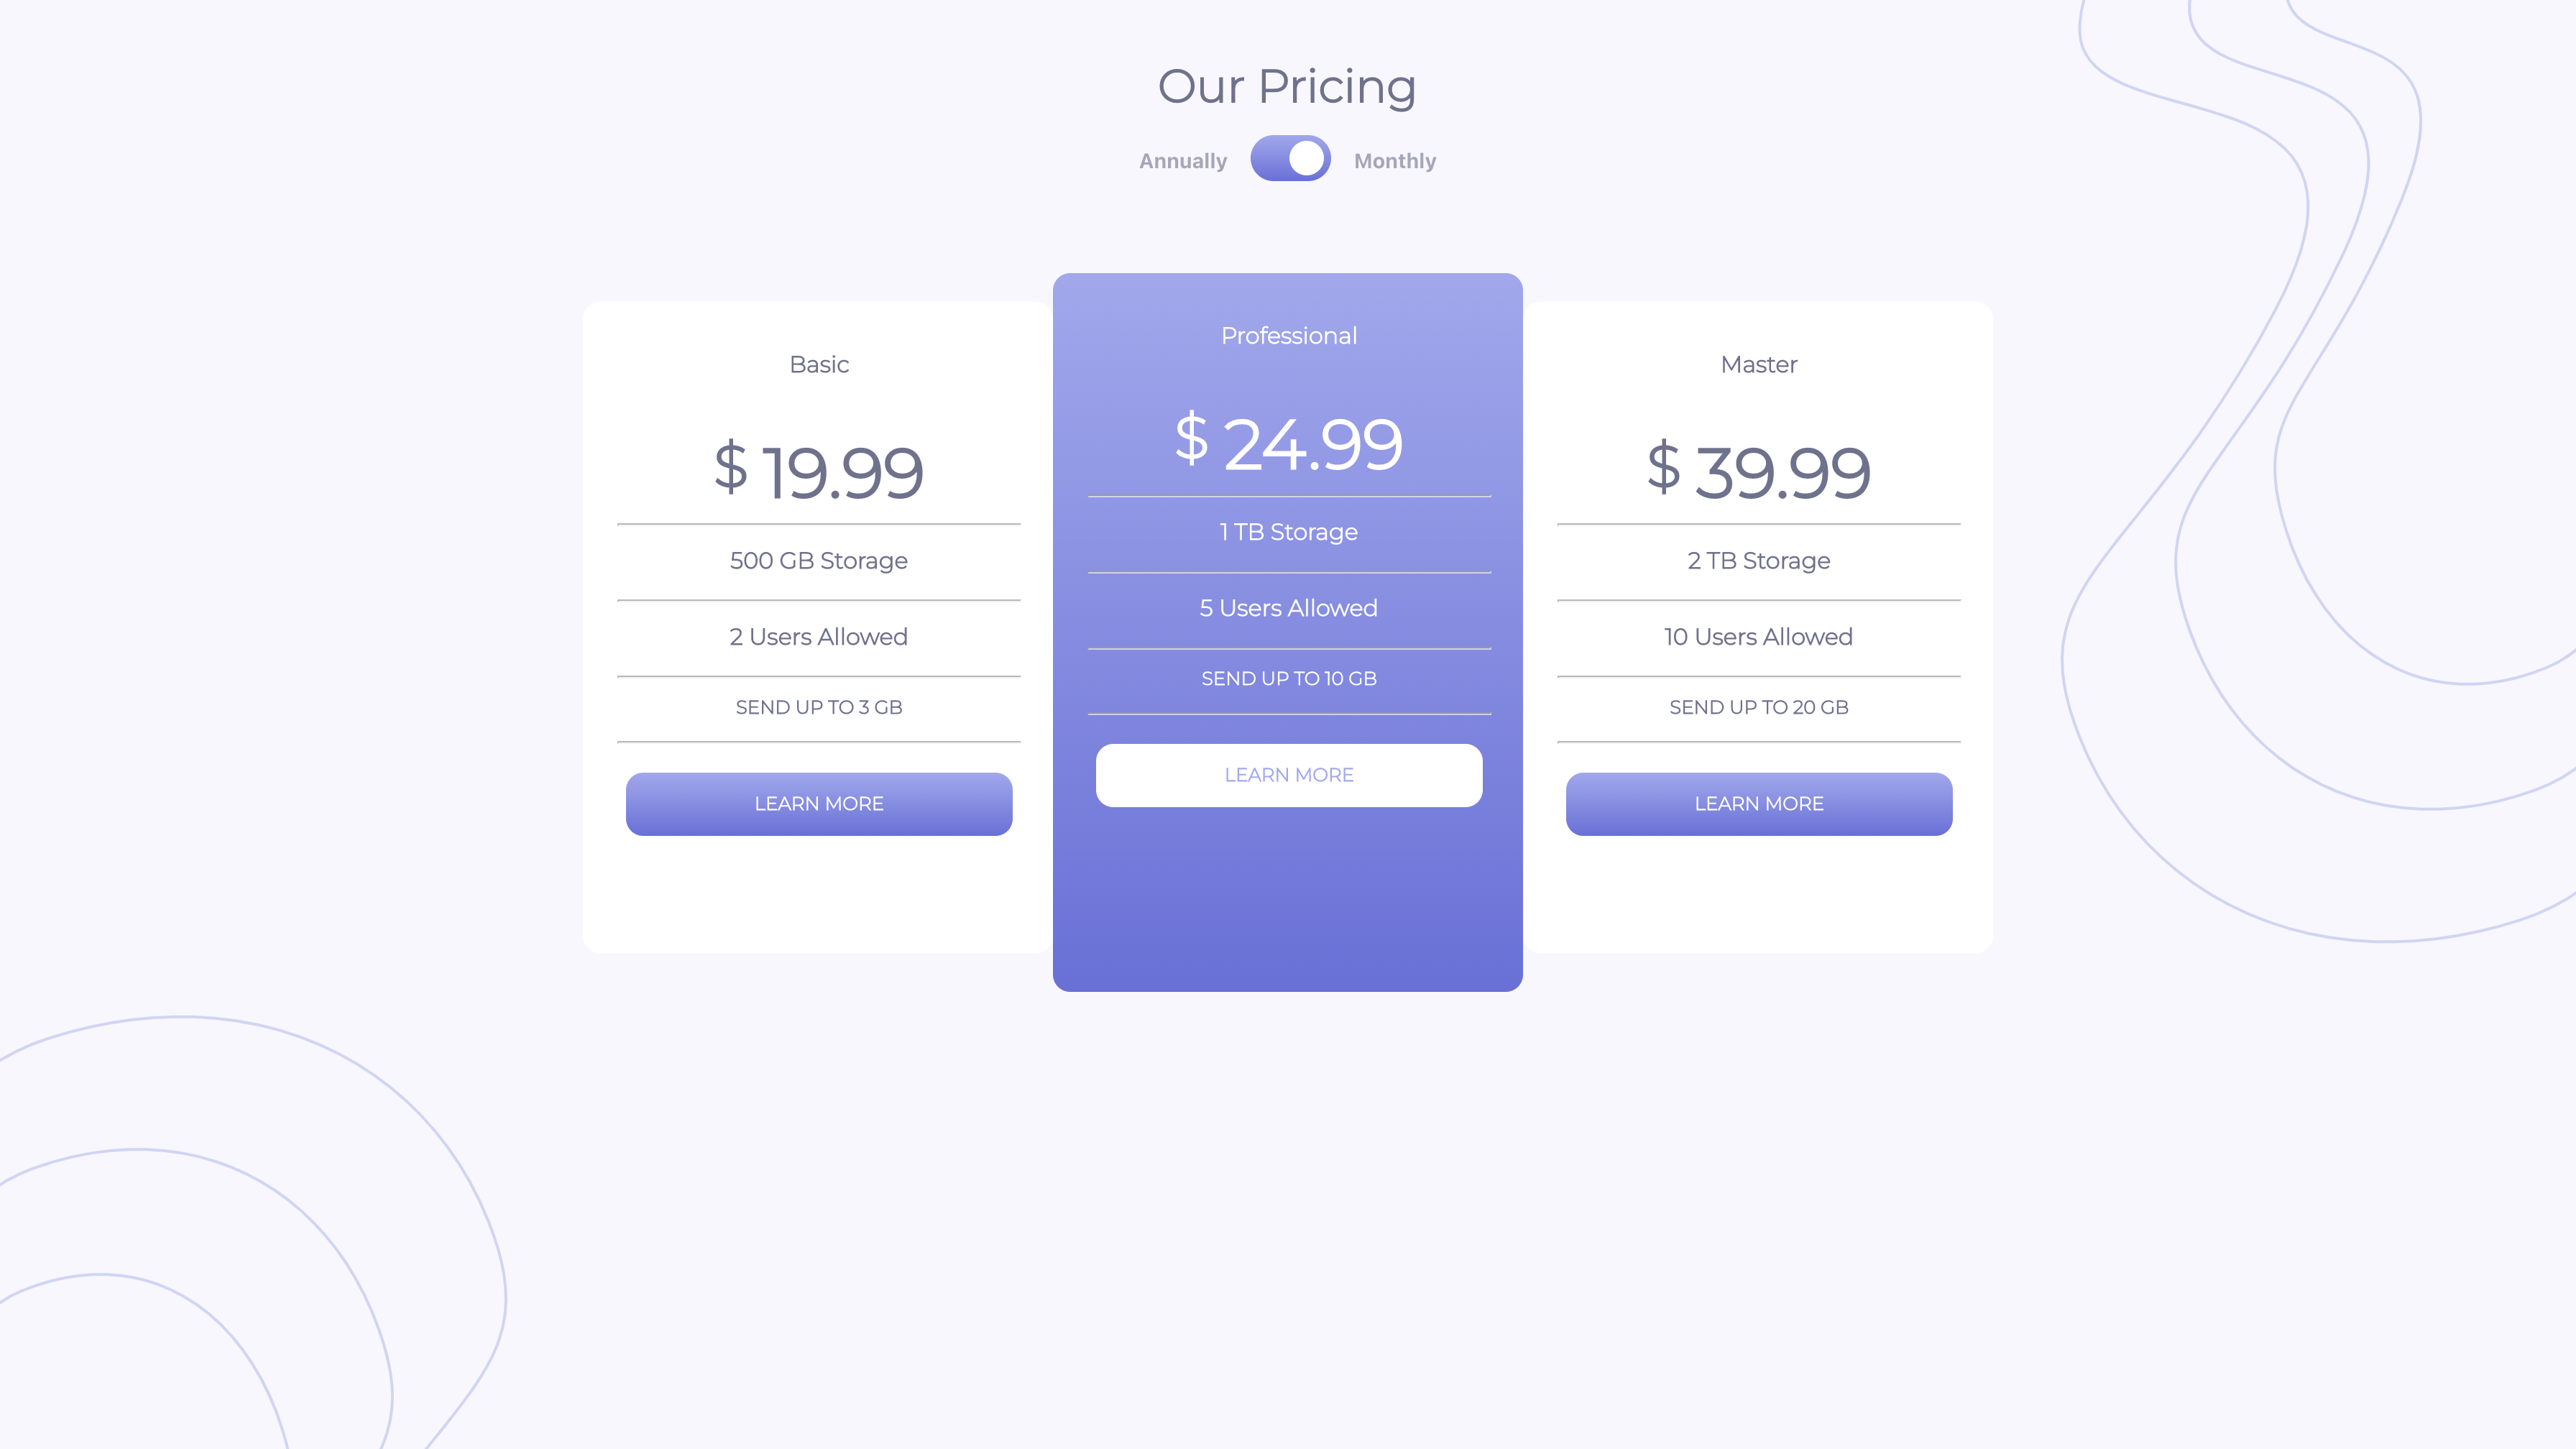 Our Pricing
Annually Monthly
Basic
$ 19.99
500 GB Storage
2 Users Allowed
SEND UP TO 3 GB
LEARN MORE
Professional
$ 24.99
1 TB Storage
5 Users Allowed
SEND UP TO 10 GB
LEARN MORE
Master
$ 39.99
2 TB Storage
10 Users Allowed
SEND UP TO 20 GB
LEARN MORE